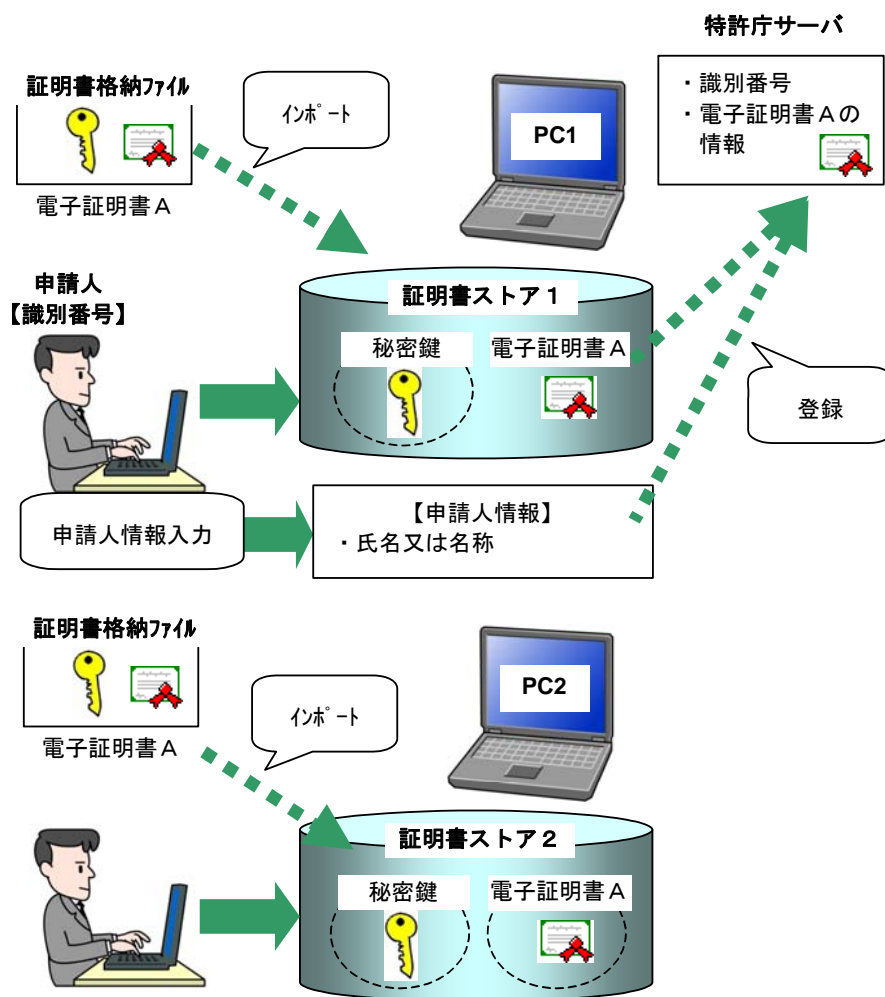 特許庁サーバ
・識別番号
・電子証明書Aの
情報
証明書格納ファイル
電子証明書A
インポート
PC1
申請人
【識別番号】
証明書ストア1
秘密鍵
電子証明書A
登録
申請人情報入力
【申請人情報】
・氏名又は名称
証明書格納ファイル
電子証明書A
インポート
PC2
証明書ストア2
秘密鍵
電子証明書A